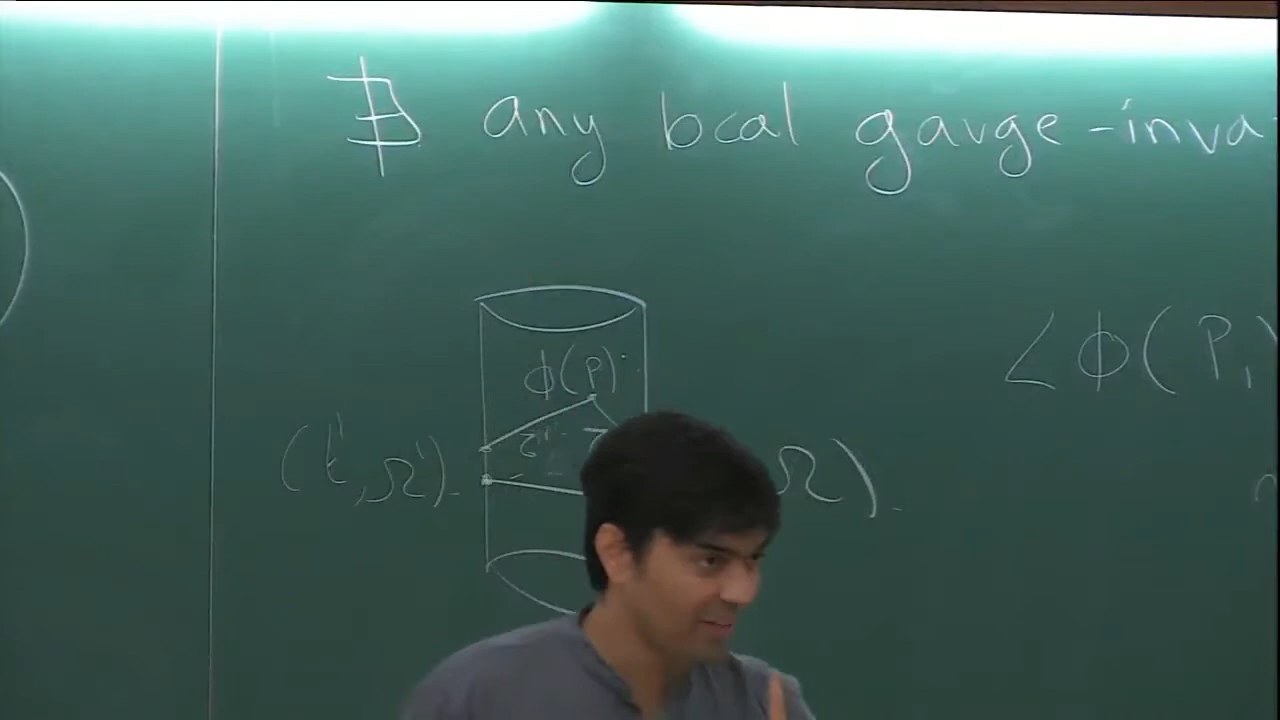 ∄ any local gauge-inva
φ(P)
⟨φ(P,
τ'
(t', Ω')
Ω)